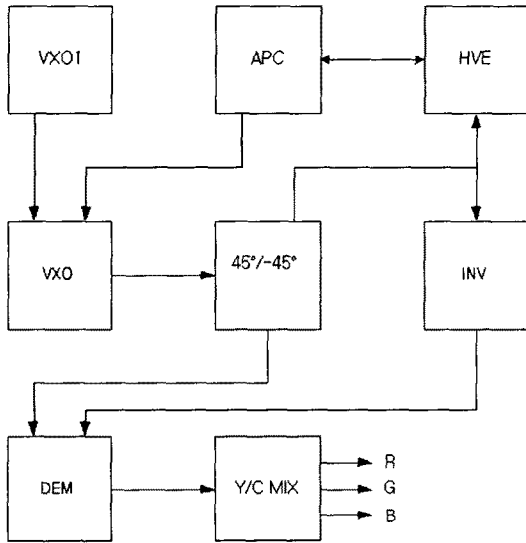 VXO1
APC
HVE
VXO
45°/-45°
INV
DEM
Y/C MIX
R
G
B